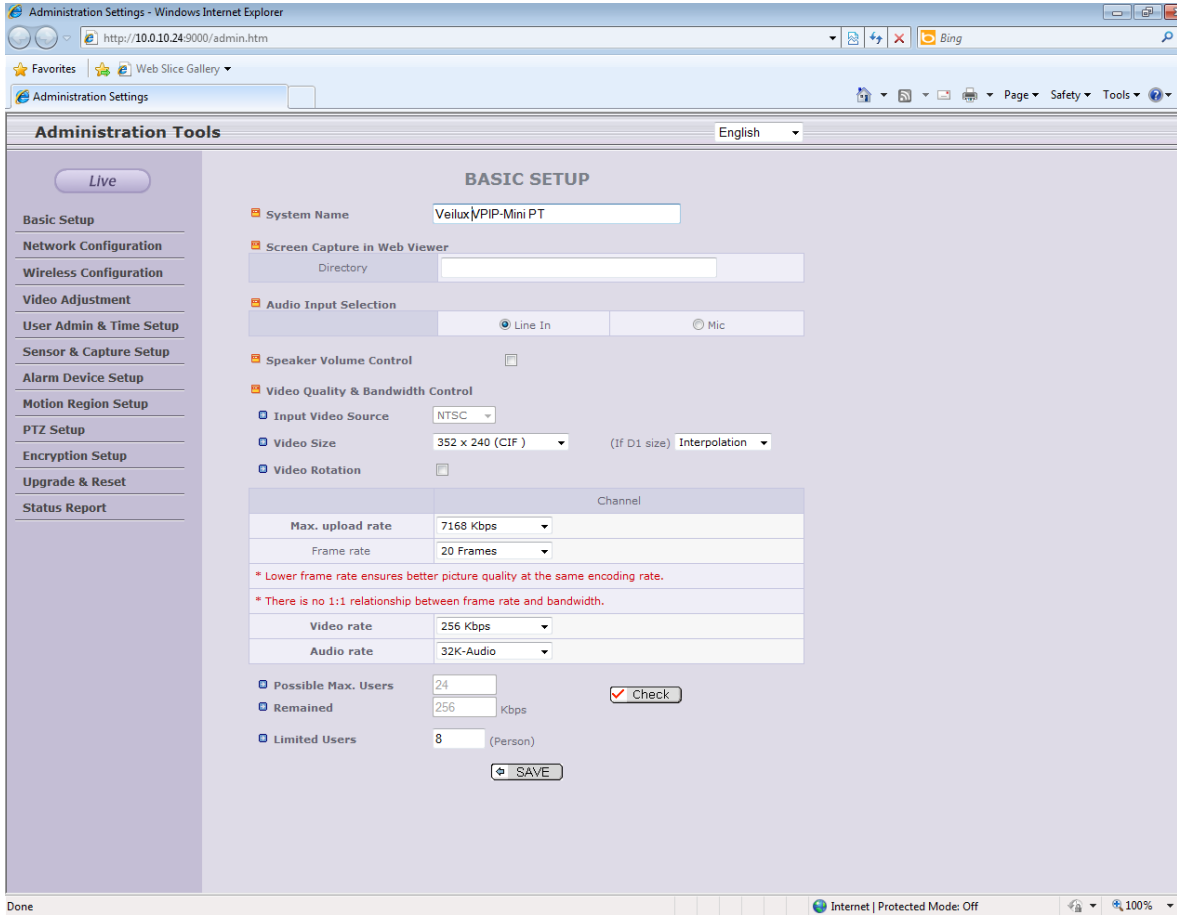 Administration Settings - Windows Internet Explorer
http://10.0.10.24:9000/admin.htm
Bing
Favorites
Web Slice Gallery
Administration Settings
Page
Safety
Tools
Administration Tools
English
Live
Basic Setup
Network Configuration
Wireless Configuration
Video Adjustment
User Admin & Time Setup
Sensor & Capture Setup
Alarm Device Setup
Motion Region Setup
PTZ Setup
Encryption Setup
Upgrade & Reset
Status Report
BASIC SETUP
System Name
Veilux VPIP-Mini PT
Screen Capture in Web Viewer
Directory
Audio Input Selection
Line In
Mic
Speaker Volume Control
Video Quality & Bandwidth Control
Input Video Source
NTSC
Video Size
352 x 240 (CIF )
(If D1 size)
Interpolation
Video Rotation
Channel
Max. upload rate
7168 Kbps
Frame rate
20 Frames
* Lower frame rate ensures better picture quality at the same encoding rate.
* There is no 1:1 relationship between frame rate and bandwidth.
Video rate
256 Kbps
Audio rate
32K-Audio
Possible Max. Users
24
Check
Remained
256
Kbps
Limited Users
8
(Person)
SAVE
Done
Internet | Protected Mode: Off
100%